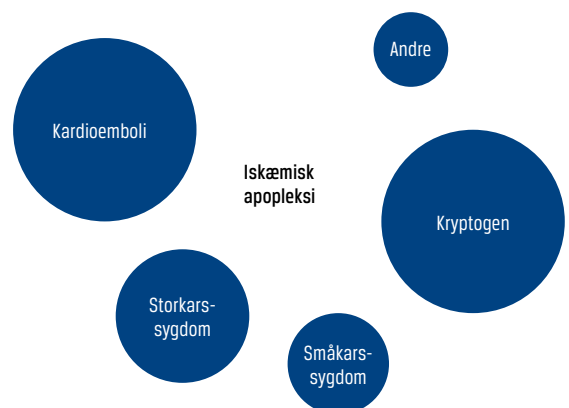 Andre
Kardioemboli
Iskæmisk
apopleksi
Kryptogen
Storkars-
sygdom
Småkars-
sygdom